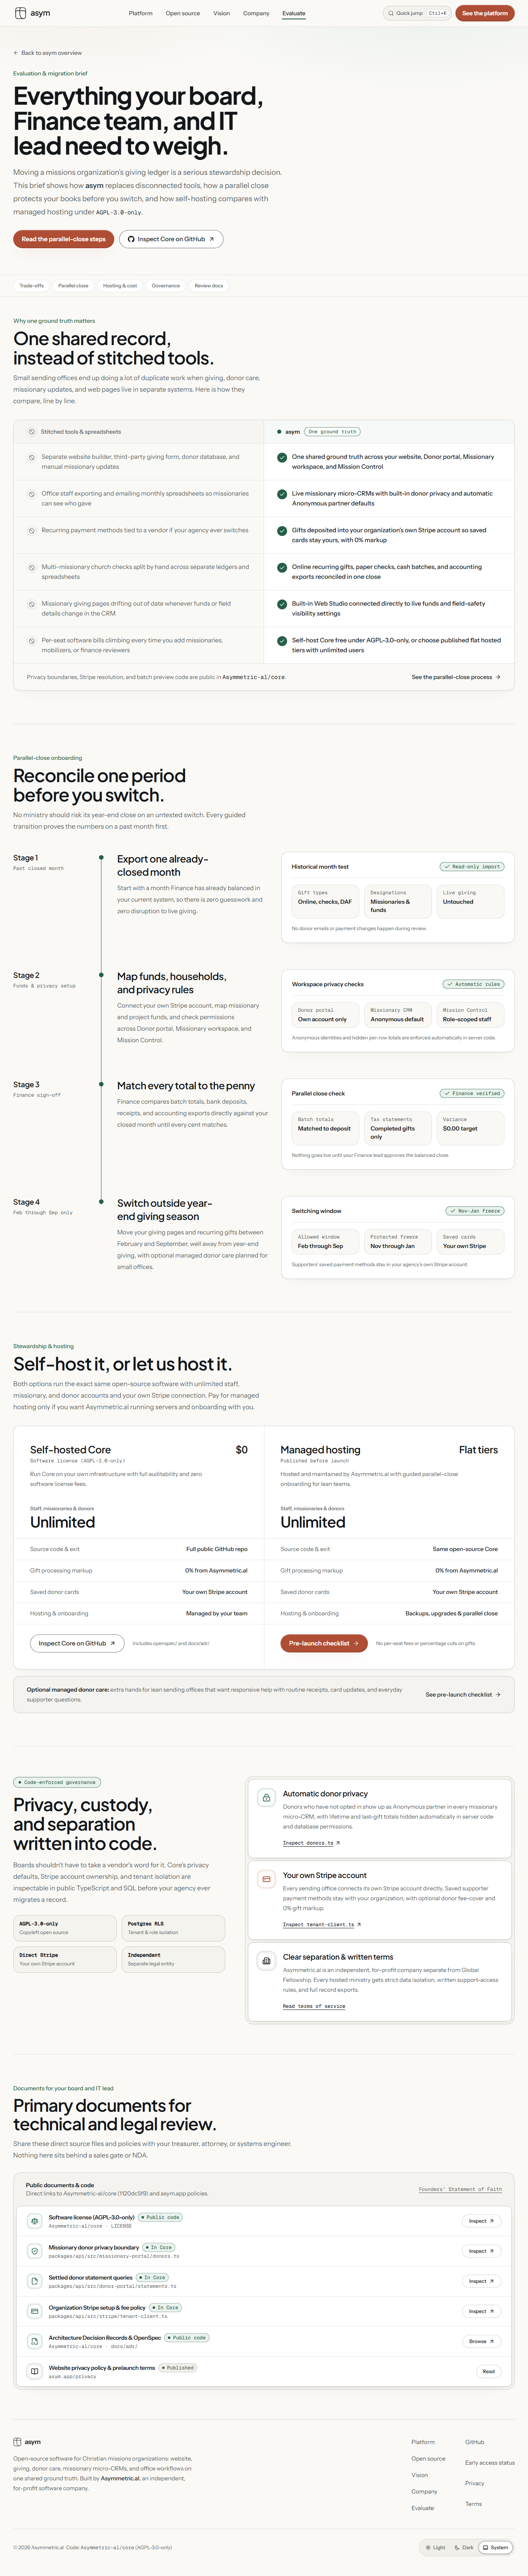 asym
Platform
Open source
Vision
Company
Evaluate
Quick jump
Ctrl+K
See the platform
← Back to asym overview
Evaluation & migration brief
Everything your board,
Finance team, and IT
lead need to weigh.
Moving a missions organization's giving ledger is a serious stewardship decision.
This brief shows how asym replaces disconnected tools, how a parallel close
protects your books before you switch, and how self-hosting compares with
managed hosting under AGPL-3.0-only.
Read the parallel-close steps
Inspect Core on GitHub ↗
Trade-offs
Parallel close
Hosting & cost
Governance
Review docs
Why one ground truth matters
One shared record,
instead of stitched tools.
Small sending offices end up doing a lot of duplicate work when giving, donor care,
missionary updates, and web pages live in separate systems. Here is how they
compare, line by line.
Stitched tools & spreadsheets
asym
One ground truth
Separate website builder, third-party giving form, donor database, and
manual missionary updates
One shared ground truth across your website, Donor portal, Missionary
workspace, and Mission Control
Office staff exporting and emailing monthly spreadsheets so missionaries
can see who gave
Live missionary micro-CRMs with built-in donor privacy and automatic
Anonymous partner defaults
Recurring payment methods tied to a vendor if your agency ever switches
Gifts deposited into your organization's own Stripe account so saved
cards stay yours, with 0% markup
Multi-missionary church checks split by hand across separate ledgers and
spreadsheets
Online recurring gifts, paper checks, cash batches, and accounting
exports reconciled in one close
Missionary giving pages drifting out of date whenever funds or field
details change in the CRM
Built-in Web Studio connected directly to live funds and field-safety
visibility settings
Per-seat software bills climbing every time you add missionaries,
mobilizers, or finance reviewers
Self-host Core free under AGPL-3.0-only, or choose published flat hosted
tiers with unlimited users
Privacy boundaries, Stripe resolution, and batch preview code are public in Asymmetric-al/core.
See the parallel-close process →
Parallel-close onboarding
Reconcile one period
before you switch.
No ministry should risk its year-end close on an untested switch. Every guided
transition proves the numbers on a past month first.
Stage 1
Past closed month
Export one already-
closed month
Start with a month Finance has already balanced in
your current system, so there is zero guesswork and
zero disruption to live giving.
Historical month test
Read-only import
Gift types
Online, checks, DAF
Designations
Missionaries &
funds
Live giving
Untouched
No donor emails or payment changes happen during review.
Stage 2
Funds & privacy setup
Map funds, households,
and privacy rules
Connect your own Stripe account, map missionary
and project funds, and check permissions
across Donor portal, Missionary workspace, and
Mission Control.
Workspace privacy checks
Automatic rules
Donor portal
Own account only
Missionary CRM
Anonymous default
Mission Control
Role-scoped staff
Anonymous identities and hidden per-row totals are enforced automatically in server code.
Stage 3
Finance sign-off
Match every total to the penny
Finance compares batch totals, bank deposits,
receipts, and accounting exports directly against your
closed month until every cent matches.
Parallel close check
Finance verified
Batch totals
Matched to deposit
Tax statements
Completed gifts
only
Variance
$0.00 target
Nothing goes live until your Finance lead approves the balanced close.
Stage 4
Feb through Sep only
Switch outside year-
end giving season
Move your giving pages and recurring gifts between
February and September, well away from year-end
giving, with optional managed donor care planned for
small offices.
Switching window
Nov-Jan freeze
Allowed window
Feb through Sep
Protected freeze
Nov through Jan
Saved cards
Your own Stripe
Supporters' saved payment methods stay in your agency's own Stripe account.
Stewardship & hosting
Self-host it, or let us host it.
Both options run the exact same open-source software with unlimited staff,
missionary, and donor accounts and your own Stripe connection. Pay for managed
hosting only if you want Asymmetric.al running servers and onboarding with you.
Self-hosted Core
$0
Software license (AGPL-3.0-only)
Run Core on your own infrastructure with full auditability and zero
software license fees.
Staff, missionaries & donors
Unlimited
Source code & exit
Full public GitHub repo
Gift processing markup
0% from Asymmetric.al
Saved donor cards
Your own Stripe account
Hosting & onboarding
Managed by your team
Inspect Core on GitHub ↗
Includes openspec/ and docs/adr/
Managed hosting
Flat tiers
Published before launch
Hosted and maintained by Asymmetric.al with guided parallel-close
onboarding for lean teams.
Staff, missionaries & donors
Unlimited
Source code & exit
Same open-source Core
Gift processing markup
0% from Asymmetric.al
Saved donor cards
Your own Stripe account
Hosting & onboarding
Backups, upgrades & parallel close
Pre-launch checklist →
No per-seat fees or percentage cuts on gifts
Optional managed donor care: extra hands for lean sending offices that want responsive help with routine receipts, card updates, and everyday
supporter questions.
See pre-launch checklist →
Code-enforced governance
Privacy, custody,
and separation
written into code.
Boards shouldn't have to take a vendor's word for it. Core's privacy
defaults, Stripe account ownership, and tenant isolation are
inspectable in public TypeScript and SQL before your agency ever
migrates a record.
AGPL-3.0-only
Copyleft open source
Postgres RLS
Tenant & role isolation
Direct Stripe
Your own Stripe account
Independent
Separate legal entity
Automatic donor privacy
Donors who have not opted in show up as Anonymous partner in every missionary
micro-CRM, with lifetime and last-gift totals hidden automatically in server code
and database permissions.
Inspect donors.ts ↗
Your own Stripe account
Every sending office connects its own Stripe account directly. Saved supporter
payment methods stay with your organization, with optional donor fee-cover and
0% gift markup.
Inspect tenant-client.ts ↗
Clear separation & written terms
Asymmetric.al is an independent, for-profit company separate from Global
Fellowship. Every hosted ministry gets strict data isolation, written support-access
rules, and full record exports.
Read terms of service
Documents for your board and IT lead
Primary documents for
technical and legal review.
Share these direct source files and policies with your treasurer, attorney, or systems engineer.
Nothing here sits behind a sales gate or NDA.
Public documents & code
Direct links to Asymmetric-al/core (1120dc5f9) and asym.app policies.
Founders' Statement of Faith
Software license (AGPL-3.0-only)
Public code
Asymmetric-al/core · LICENSE
Inspect ↗
Missionary donor privacy boundary
In Core
packages/api/src/missionary-portal/donors.ts
Inspect ↗
Settled donor statement queries
In Core
packages/api/src/donor-portal/statements.ts
Inspect ↗
Organization Stripe setup & fee policy
In Core
packages/api/src/stripe/tenant-client.ts
Inspect ↗
Architecture Decision Records & OpenSpec
Public code
Asymmetric-al/core · docs/adr/
Browse ↗
Website privacy policy & prelaunch terms
Published
asym.app/privacy
Read
asym
Open-source software for Christian missions organizations: website,
giving, donor care, missionary micro-CRMs, and office workflows on
one shared ground truth. Built by Asymmetric.al, an independent,
for-profit software company.
Platform
Open source
Vision
Company
Evaluate
GitHub
Early access status
Privacy
Terms
© 2026 Asymmetric.al · Code: Asymmetric-al/core (AGPL-3.0-only)
Light
Dark
System